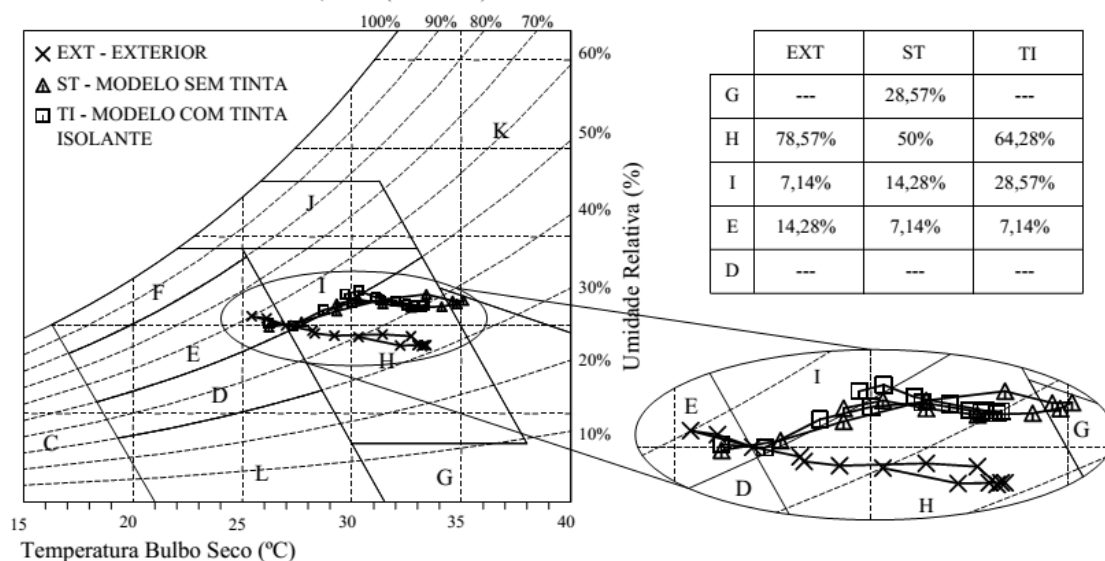 100% 90% 80% 70%
EXT - EXTERIOR
ST - MODELO SEM TINTA
TI - MODELO COM TINTA
ISOLANTE
60%
50%
40%
30%
20%
10%
Umidade Relativa (%)
K
J
F
I
E
H
D
C
L
G
15 20 25 30 35 40
Temperatura Bulbo Seco (ºC)
EXT ST TI
G --- 28,57% ---
H 78,57% 50% 64,28%
I 7,14% 14,28% 28,57%
E 14,28% 7,14% 7,14%
D --- --- ---
I
E
G
D
H